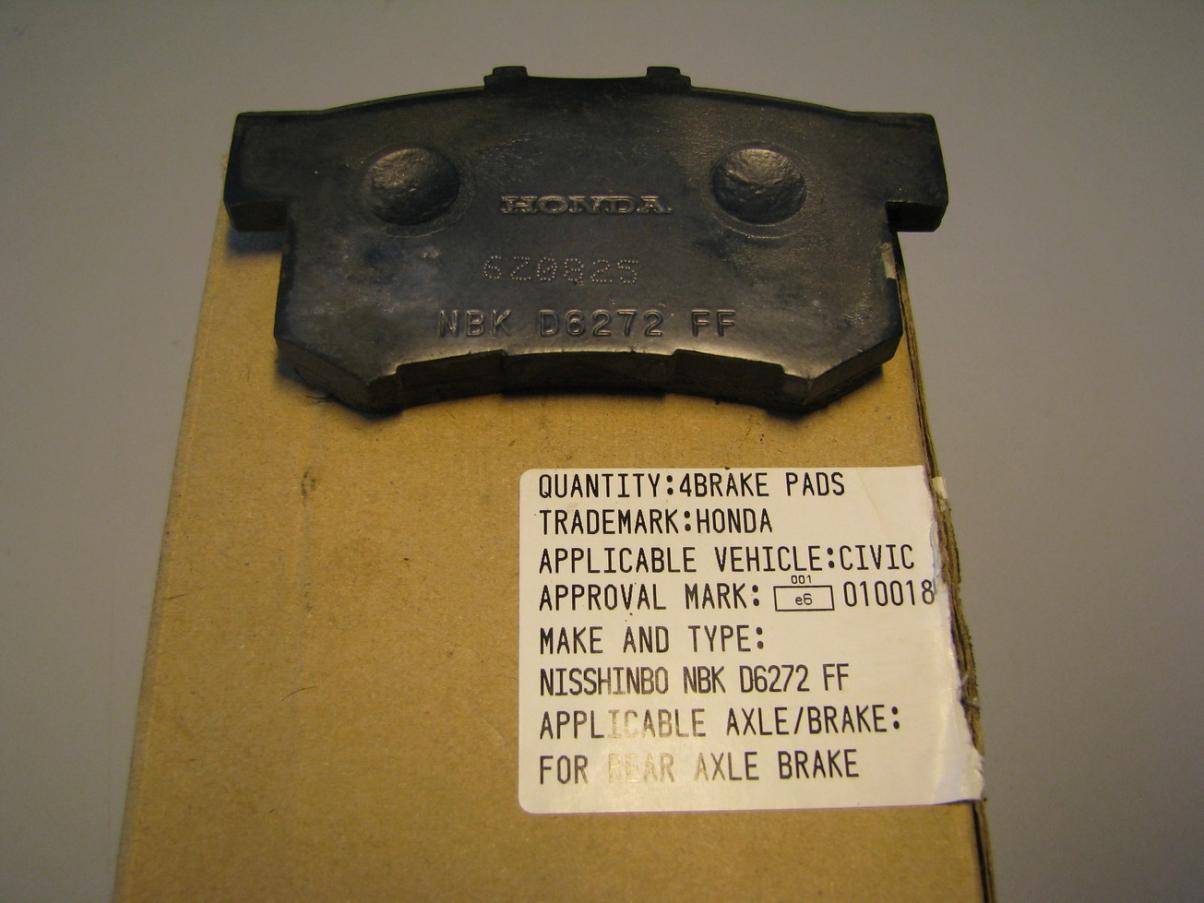 HONDA
6Z0825
NBK D6272 FF
QUANTITY:4BRAKE PADS
TRADEMARK:HONDA
APPLICABLE VEHICLE:CIVIC
001
APPROVAL MARK: e6 010018
MAKE AND TYPE:
NISSHINBO NBK D6272 FF
APPLICABLE AXLE/BRAKE:
FOR REAR AXLE BRAKE